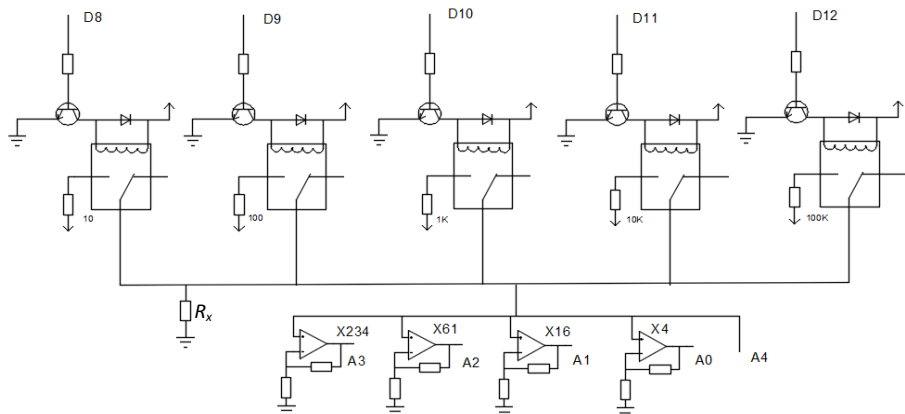 D8 D9 D10 D11 D12
10 100 1K 10K 100K
Rx
X234 X61 X16 X4
A3 A2 A1 A0 A4